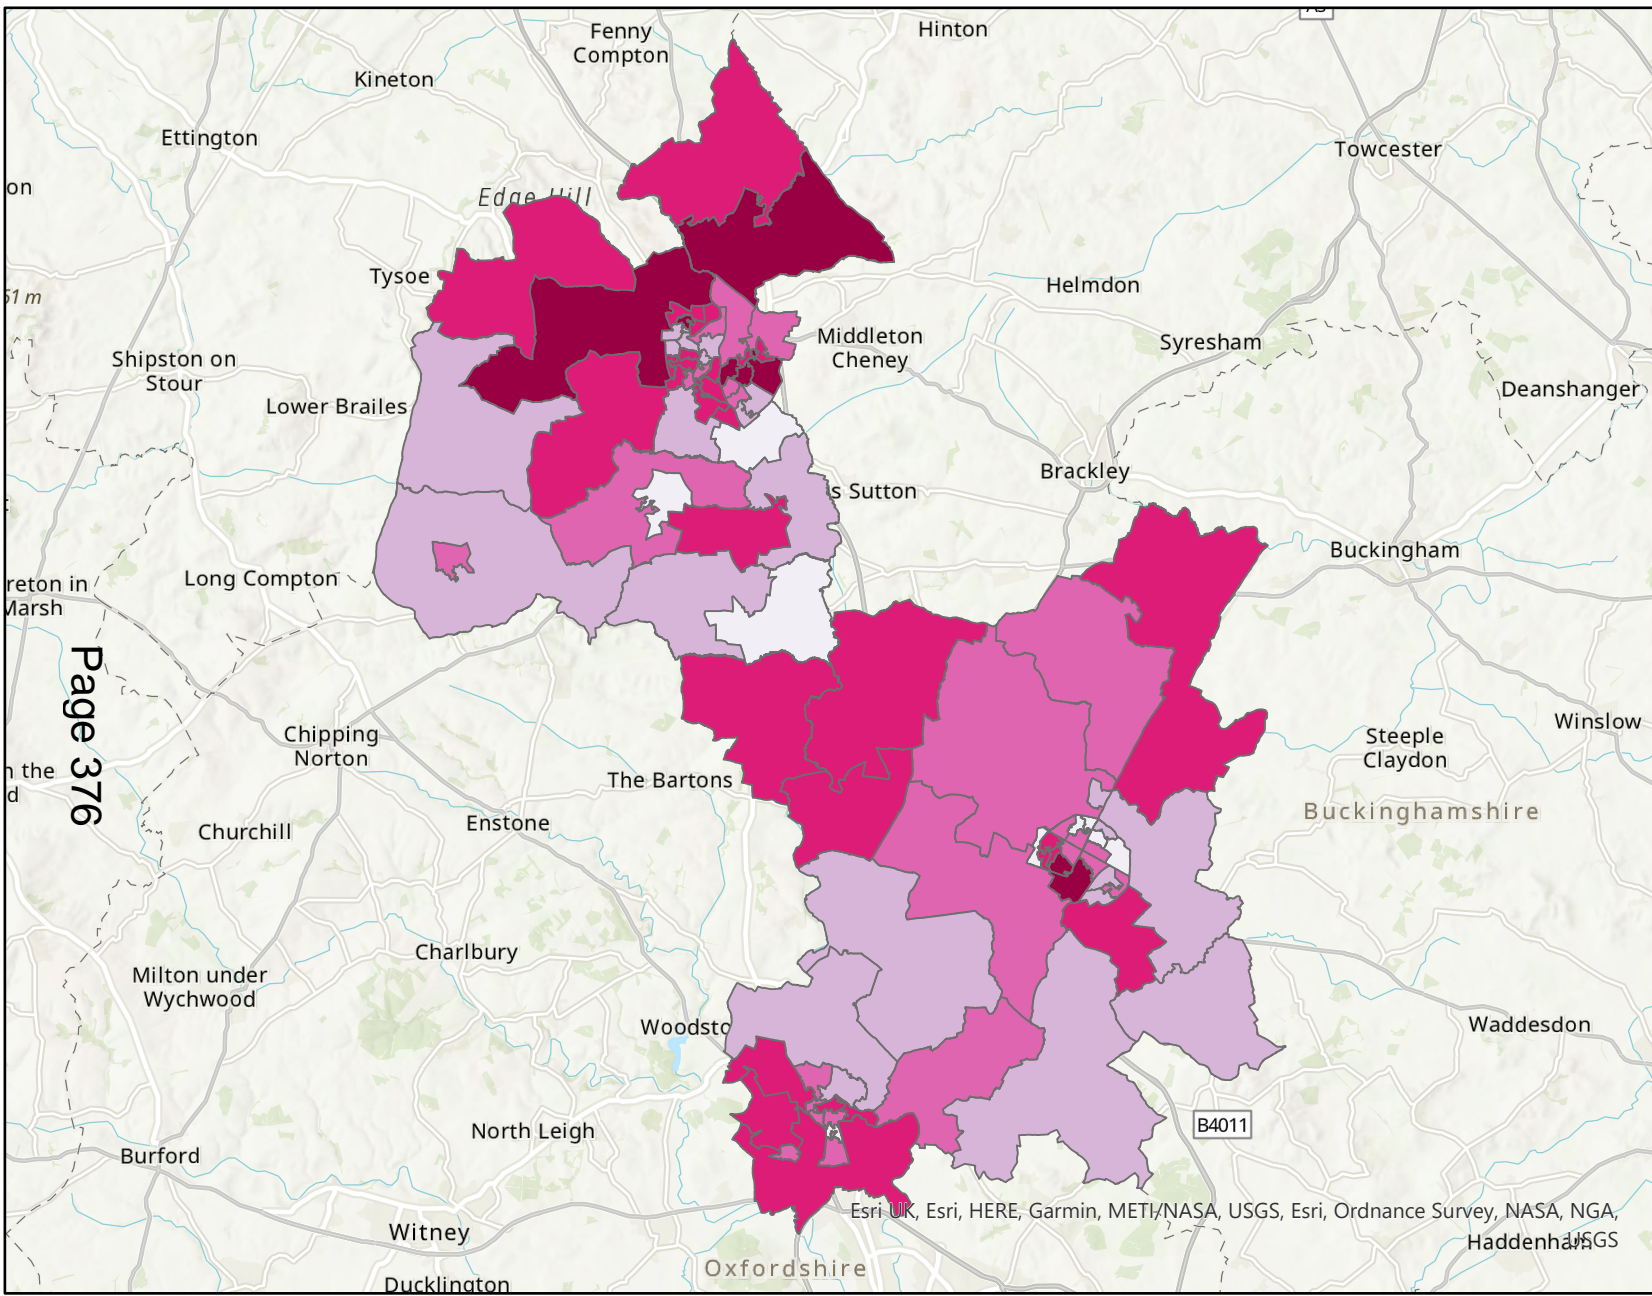 A5
Fenny
Compton
Hinton
Kineton
Ettington
Towcester
on
Edge Hill
Tysoe
Helmdon
61 m
Middleton
Cheney
Syresham
Shipston on
Stour
Deanshanger
Lower Brailes
Brackley
s Sutton
Buckingham
Long Compton
reton in
Marsh
Page 376
Chipping
Norton
Winslow
Steeple
Claydon
n the
d
The Bartons
Buckinghamshire
Churchill
Enstone
Charlbury
Milton under
Wychwood
Woodsto
Waddesdon
North Leigh
B4011
Burford
Esri UK, Esri, HERE, Garmin, METI/NASA, USGS, Esri, Ordnance Survey, NASA, NGA,
USGS
Witney
Haddenham
Oxfordshire
Ducklington